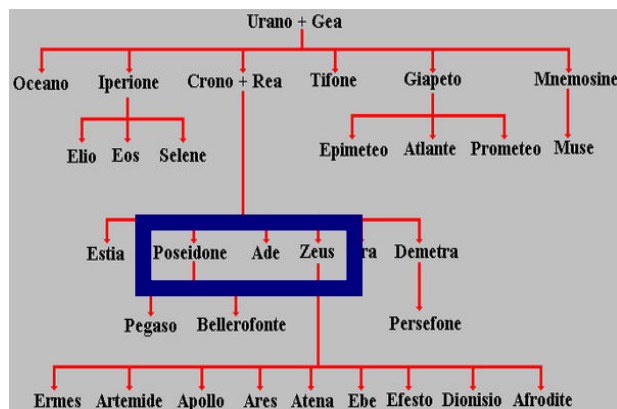 Urano + Gea
Oceano Iperione Crono + Rea Tifone Giapeto Mnemosine
Elio Eos Selene Epimeteo Atlante Prometeo Muse
Estia Poseidone Ade Zeus Demetra
Pegaso Bellerofonte Persefone
Ermes Artemide Apollo Ares Atena Ebe Efesto Dionisio Afrodite